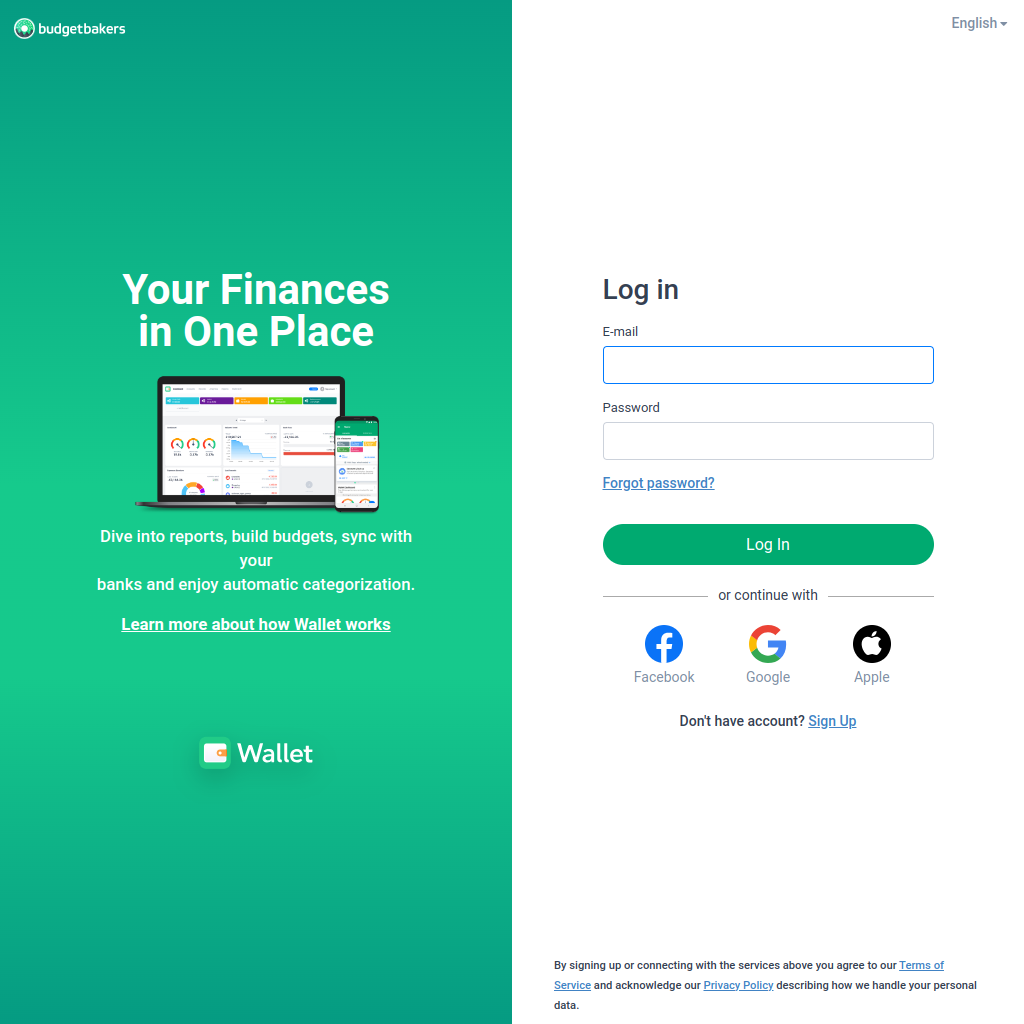 budgetbakers
English
Your Finances
in One Place
Dive into reports, build budgets, sync with
your
banks and enjoy automatic categorization.
Learn more about how Wallet works
Wallet
Log in
E-mail
Password
Forgot password?
Log In
or continue with
Facebook
Google
Apple
Don't have account? Sign Up
By signing up or connecting with the services above you agree to our Terms of
Service and acknowledge our Privacy Policy describing how we handle your personal
data.